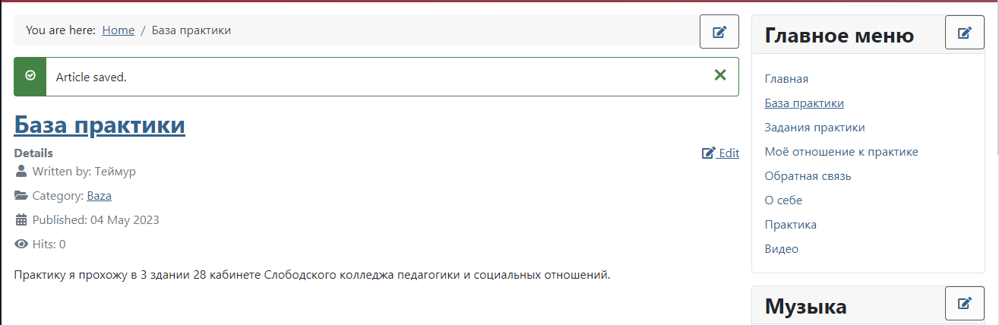 You are here: Home / База практики
Article saved.
База практики
Details
Edit
Written by: Теймур
Category: Baza
Published: 04 May 2023
Hits: 0
Практику я прохожу в 3 здании 28 кабинете Слободского колледжа педагогики и социальных отношений.
Главное меню
Главная
База практики
Задания практики
Моё отношение к практике
Обратная связь
О себе
Практика
Видео
Музыка